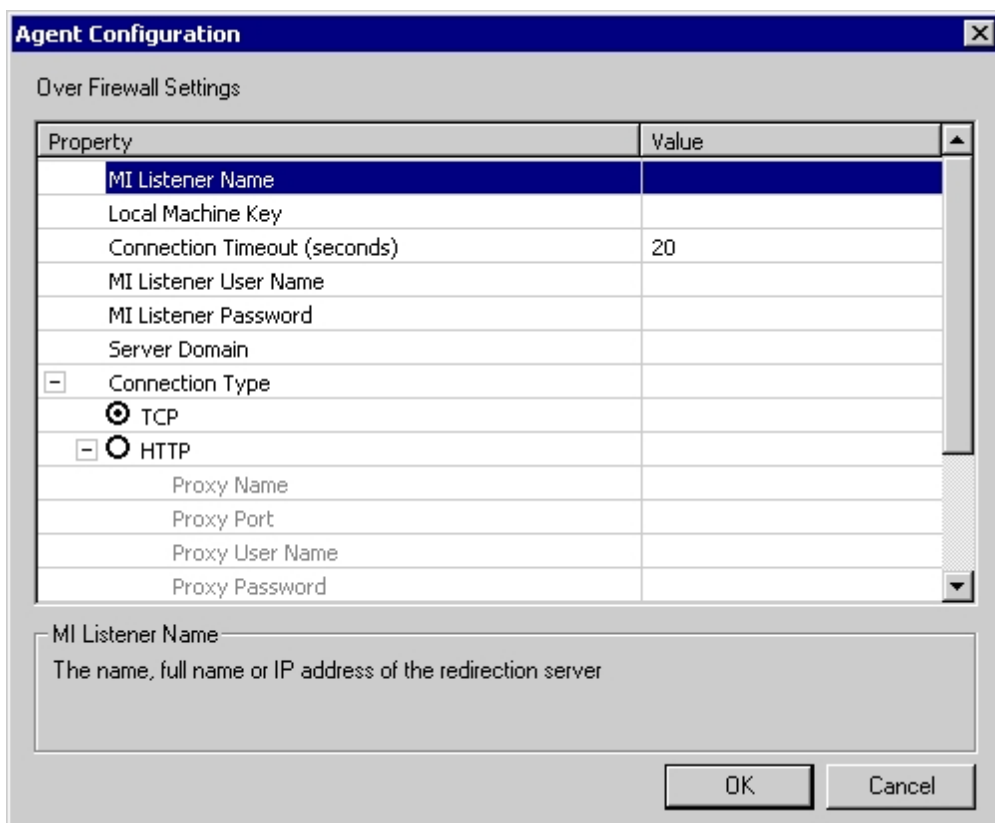 Agent Configuration
Over Firewall Settings
Property Value
MI Listener Name
Local Machine Key
Connection Timeout (seconds) 20
MI Listener User Name
MI Listener Password
Server Domain
Connection Type
TCP
HTTP
Proxy Name
Proxy Port
Proxy User Name
Proxy Password
MI Listener Name
The name, full name or IP address of the redirection server
OK Cancel